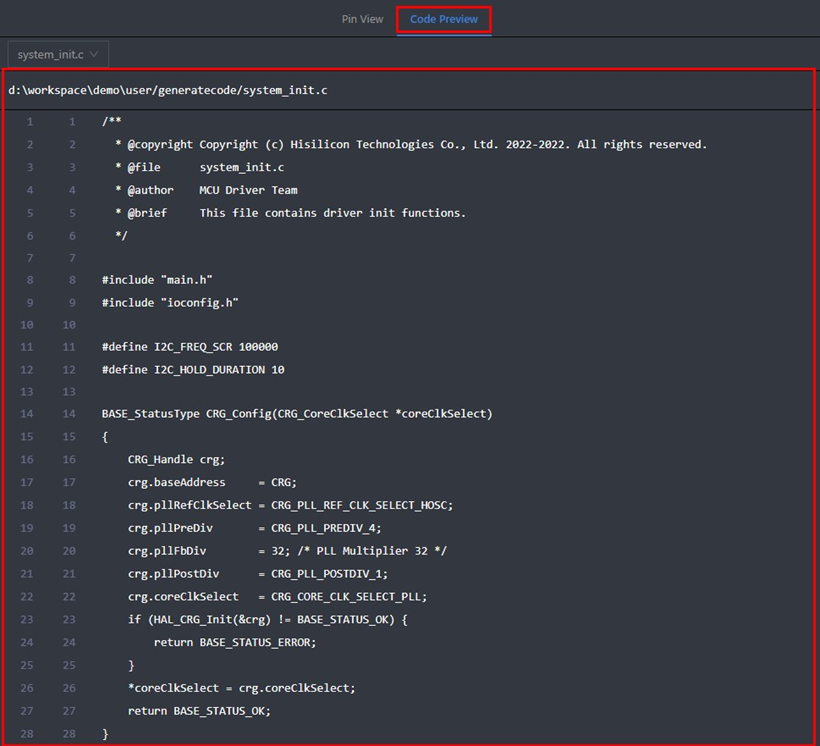 Pin View Code Preview
system_init.c
d:\workspace\demo\user/generatecode/system_init.c
1 1 /**
2 2 * @copyright Copyright (c) Hisilicon Technologies Co., Ltd. 2022-2022. All rights reserved.
3 3 * @file system_init.c
4 4 * @author MCU Driver Team
5 5 * @brief This file contains driver init functions.
6 6 */
7 7
8 8 #include "main.h"
9 9 #include "ioconfig.h"
10 10
11 11 #define I2C_FREQ_SCR 100000
12 12 #define I2C_HOLD_DURATION 10
13 13
14 14 BASE_StatusType CRG_Config(CRG_CoreClkSelect *coreClkSelect)
15 15 {
16 16 CRG_Handle crg;
17 17 crg.baseAddress = CRG;
18 18 crg.pllRefClkSelect = CRG_PLL_REF_CLK_SELECT_HOSC;
19 19 crg.pllPreDiv = CRG_PLL_PREDIV_4;
20 20 crg.pllFbDiv = 32; /* PLL Multiplier 32 */
21 21 crg.pllPostDiv = CRG_PLL_POSTDIV_1;
22 22 crg.coreClkSelect = CRG_CORE_CLK_SELECT_PLL;
23 23 if (HAL_CRG_Init(&crg) != BASE_STATUS_OK) {
24 24 return BASE_STATUS_ERROR;
25 25 }
26 26 *coreClkSelect = crg.coreClkSelect;
27 27 return BASE_STATUS_OK;
28 28 }